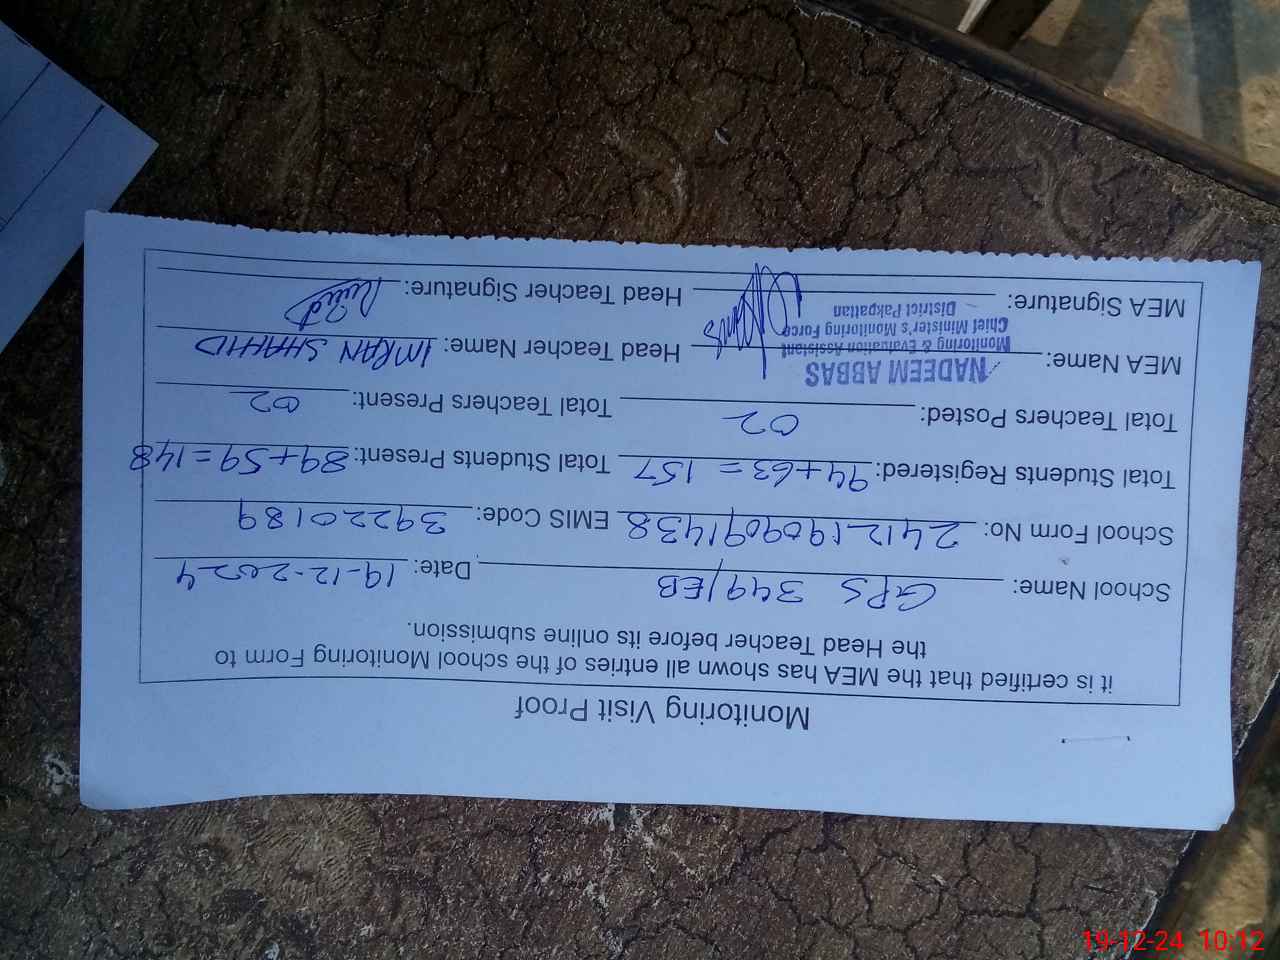 Monitoring Visit Proof
it is certified that the MEA has shown all entries of the school Monitoring Form to
the Head Teacher before its online submission.
School Name: GPS 349/EB Date: 19-12-2024
School Form No: 24121909091438 EMIS Code: 39220189
Total Students Registered: 94+63 = 157 Total Students Present: 89+59=148
Total Teachers Posted: 02 Total Teachers Present: 02
MEA Name: NADEEM ABBAS Head Teacher Name: IMRAN SHAHID
Monitoring & Evaluation Assistant
Chief Minister's Monitoring Force
District Pakpattan
MEA Signature: Head Teacher Signature:
19-12-24 10:12